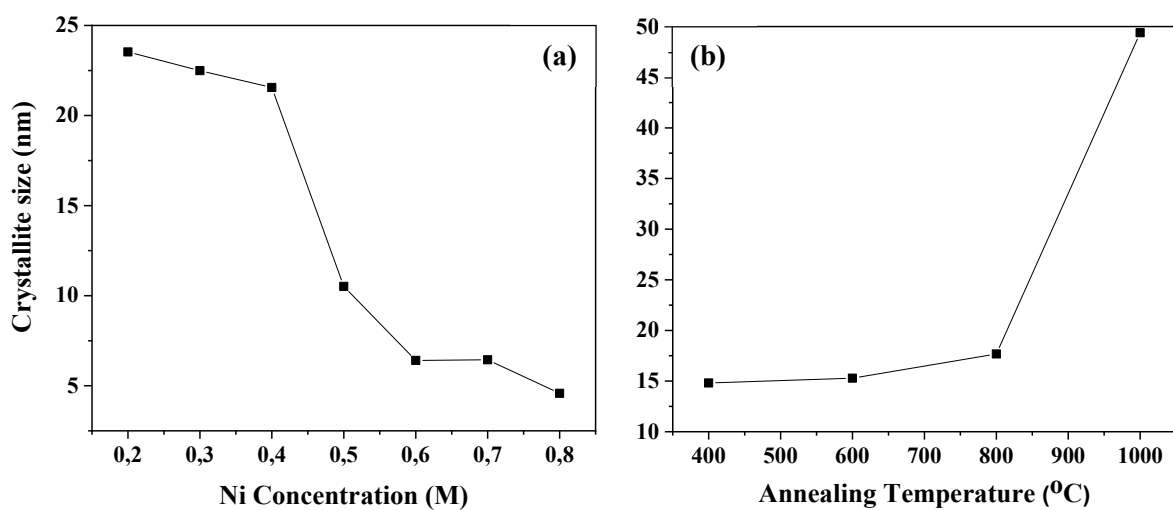 (a)
Crystallite size (nm)
25
20
15
10
5
0,2 0,3 0,4 0,5 0,6 0,7 0,8
Ni Concentration (M)
(b)
50
45
40
35
30
25
20
15
10
400 500 600 700 800 900 1000
Annealing Temperature (⁰C)